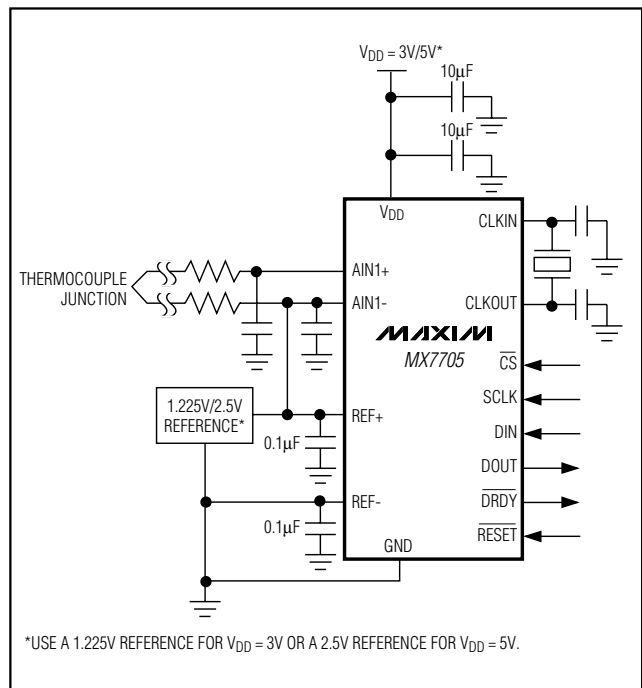 V_DD = 3V/5V*
10µF
10µF
V_DD
CLKIN
THERMOCOUPLE
JUNCTION
AIN1+
AIN1-
CLKOUT
MAXIM
MX7705
CS
SCLK
1.225V/2.5V
REFERENCE*
REF+
0.1µF
DIN
DOUT
REF-
DRDY
0.1µF
RESET
GND
*USE A 1.225V REFERENCE FOR V_DD = 3V OR A 2.5V REFERENCE FOR V_DD = 5V.